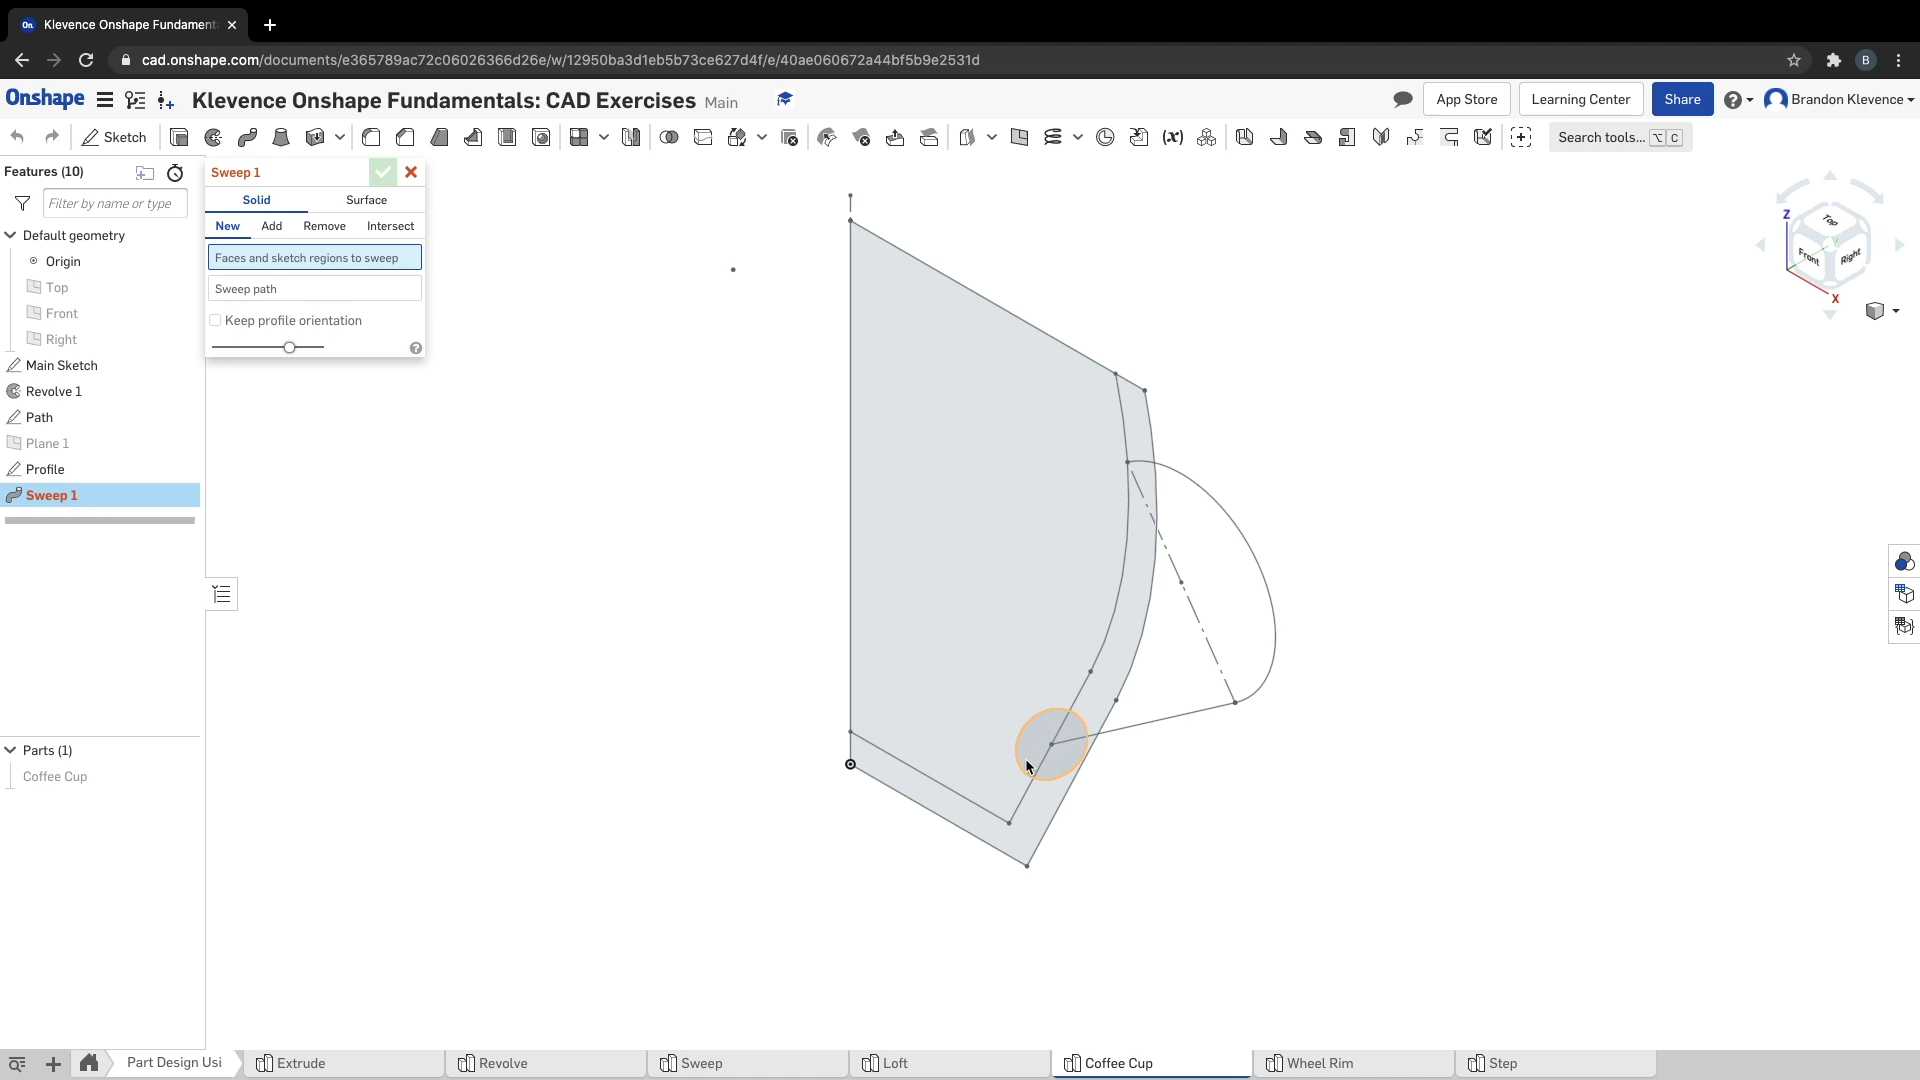 Klevence Onshape Fundament
cad.onshape.com/documents/e365789ac72c06026366d26e/w/12950ba3d1eb5b73ce627d4f/e/40ae060672a44bf5b9e2531d
B
Onshape
Klevence Onshape Fundamentals: CAD Exercises Main
App Store
Learning Center
Share
Brandon Klevence
Sketch
Search tools... ⌥ C
Features (10)
Filter by name or type
Default geometry
Origin
Top
Front
Right
Main Sketch
Revolve 1
Path
Plane 1
Profile
Sweep 1
Sweep 1
Solid Surface
New Add Remove Intersect
Faces and sketch regions to sweep
Sweep path
Keep profile orientation
Z
Top
Front
Right
Y
X
Parts (1)
Coffee Cup
Part Design Usi
Extrude
Revolve
Sweep
Loft
Coffee Cup
Wheel Rim
Step